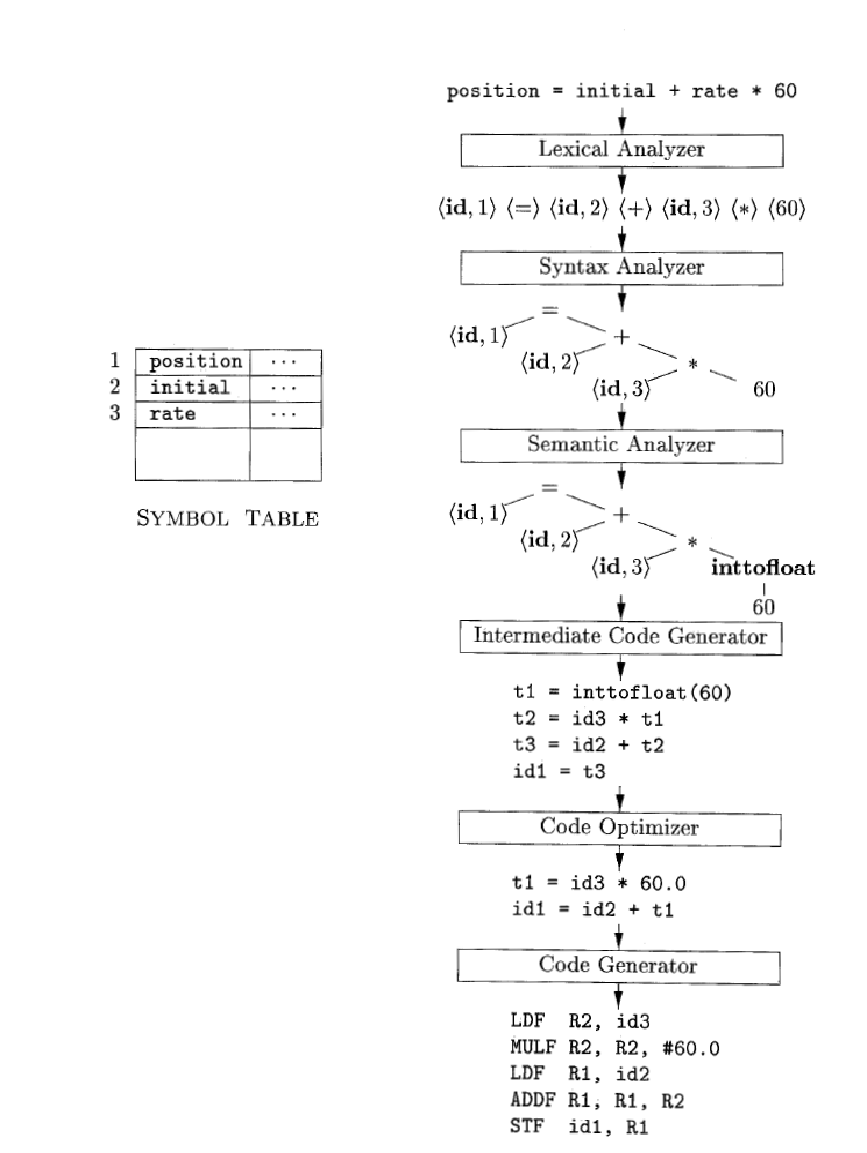 position = initial + rate * 60
Lexical Analyzer
⟨id, 1⟩ ⟨=⟩ ⟨id, 2⟩ ⟨+⟩ ⟨id, 3⟩ ⟨*⟩ ⟨60⟩
Syntax Analyzer
=
⟨id, 1⟩ +
⟨id, 2⟩ *
⟨id, 3⟩ 60
Semantic Analyzer
=
⟨id, 1⟩ +
⟨id, 2⟩ *
⟨id, 3⟩ inttofloat
60
Intermediate Code Generator
t1 = inttofloat(60)
t2 = id3 * t1
t3 = id2 + t2
id1 = t3
Code Optimizer
t1 = id3 * 60.0
id1 = id2 + t1
Code Generator
LDF R2, id3
MULF R2, R2, #60.0
LDF R1, id2
ADDF R1, R1, R2
STF id1, R1
1 position ...
2 initial ...
3 rate ...
SYMBOL TABLE